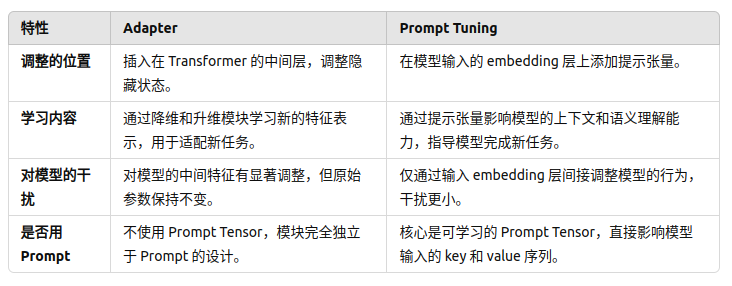 特性 Adapter Prompt Tuning
调整的位置 插入在 Transformer 的中间层，调整隐 在模型输入的 embedding 层上添加提示张量。
藏状态。
学习内容 通过降维和升维模块学习新的特征表 通过提示张量影响模型的上下文和语义理解能
示，用于适配新任务。 力，指导模型完成新任务。
对模型的干 对模型的中间特征有显著调整，但原始 仅通过输入 embedding 层间接调整模型的行为，
扰 参数保持不变。 干扰更小。
是否用 不使用 Prompt Tensor，模块完全独立 核心是可学习的 Prompt Tensor，直接影响模型
Prompt 于 Prompt 的设计。 输入的 key 和 value 序列。